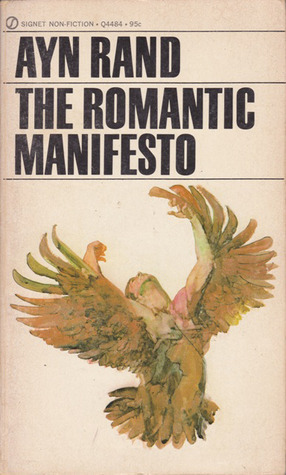 SIGNET NON-FICTION • Q4484 • 95c
AYN RAND
THE ROMANTIC
MANIFESTO